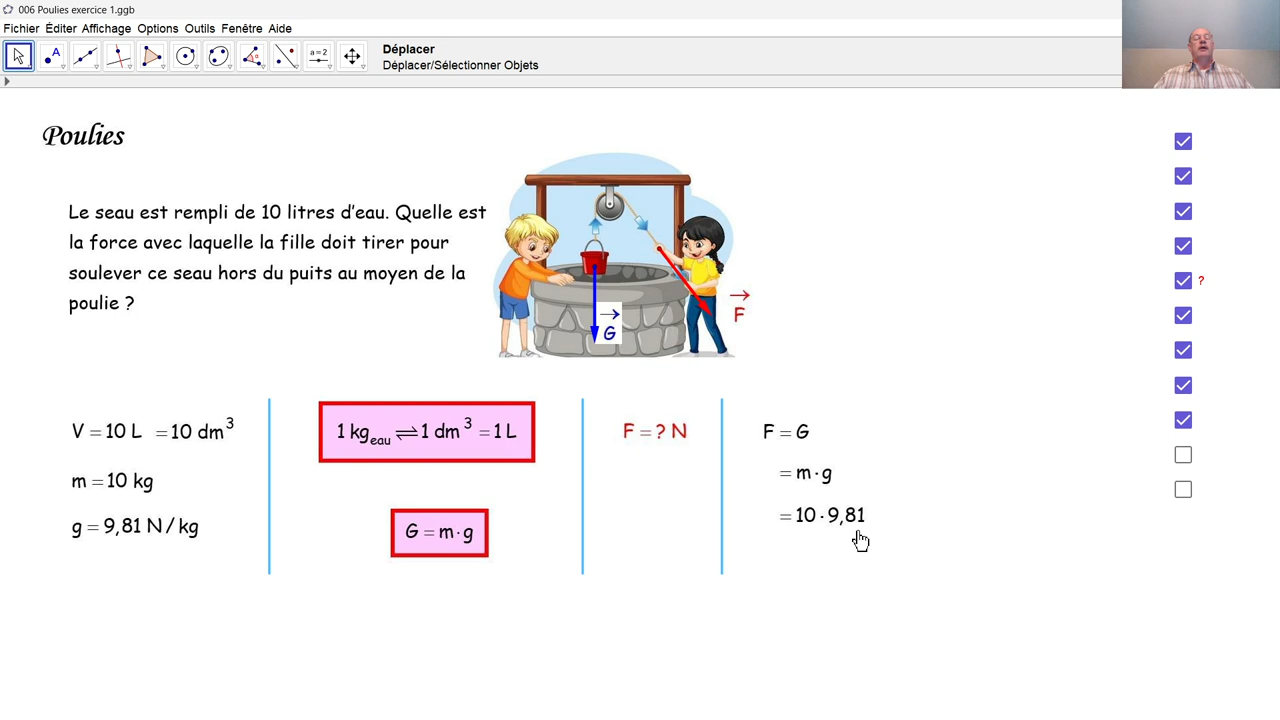 006 Poulies exercice 1.ggb
Fichier Éditer Affichage Options Outils Fenêtre Aide
A
a=2
Déplacer
Déplacer/Sélectionner Objets
Poulies
Le seau est rempli de 10 litres d’eau. Quelle est
la force avec laquelle la fille doit tirer pour
soulever ce seau hors du puits au moyen de la
poulie ?
G
F
?
V = 10 L = 10 dm³
m = 10 kg
g = 9,81 N / kg
1 kg eau ⇌ 1 dm³ = 1 L
G = m · g
F = ? N
F = G
= m · g
= 10 · 9,81